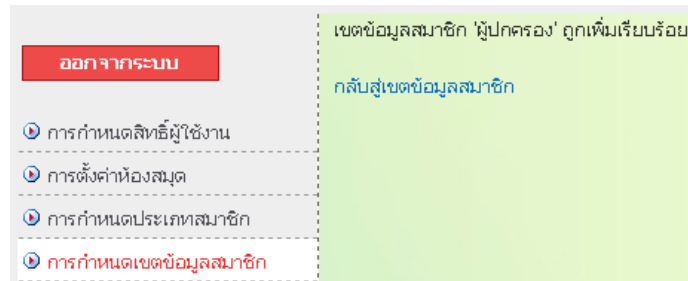 เขตข้อมูลสมาชิก 'ผู้ปกครอง' ถูกเพิ่มเรียบร้อย
ออกจากระบบ
กลับสู่เขตข้อมูลสมาชิก
การกำหนดสิทธิ์ผู้ใช้งาน
การตั้งค่าห้องสมุด
การกำหนดประเภทสมาชิก
การกำหนดเขตข้อมูลสมาชิก